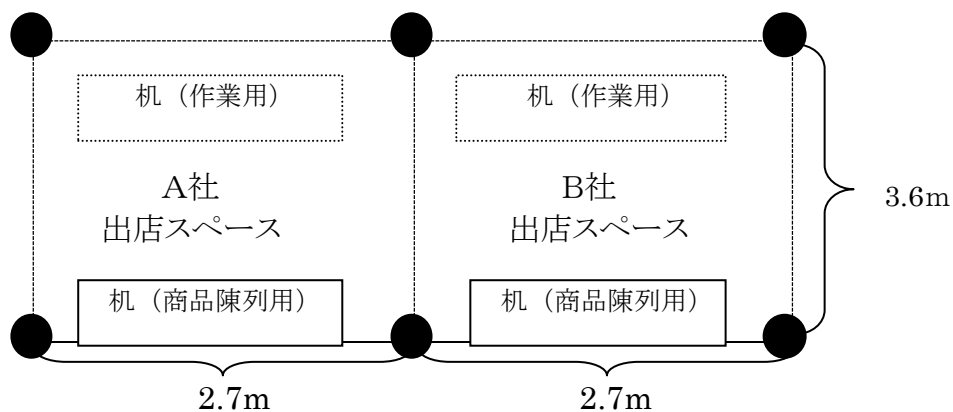 机（作業用）
机（作業用）
A社
出店スペース
B社
出店スペース
3.6m
机（商品陳列用）
机（商品陳列用）
2.7m
2.7m